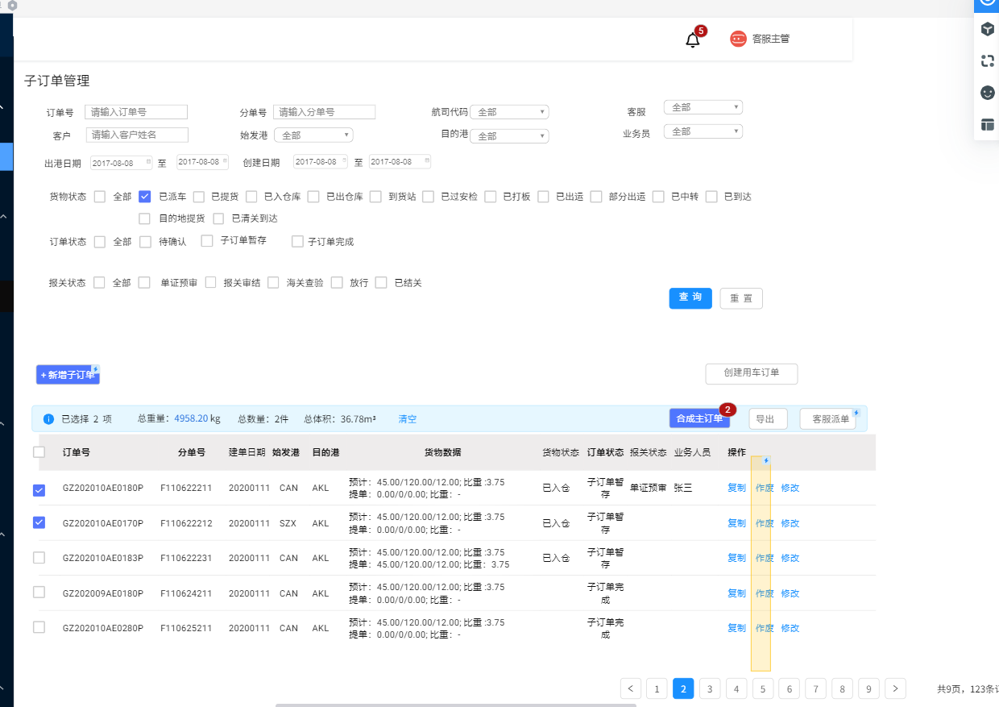 5
客服主管
子订单管理
订单号 请输入订单号 分单号 请输入分单号 航司代码 全部 客服 全部
客户 请输入客户姓名 始发港 全部 目的港 全部 业务员 全部
出港日期 2017-08-08 至 2017-08-08 创建日期 2017-08-08 至 2017-08-08
货物状态 全部 已派车 已提货 已入仓库 已出仓库 到货站 已过安检 已打板 已出运 部分出运 已中转 已到达
目的地提货 已清关到达
订单状态 全部 待确认 子订单暂存 子订单完成
报关状态 全部 单证预审 报关审结 海关查验 放行 已结关
查 询 重 置
+ 新增子订单 创建用车订单
已选择 2 项 总重量：4958.20 kg 总数量：2件 总体积：36.78m³ 清空 合成主订单 2 导出 客服派单
订单号 分单号 建单日期 始发港 目的港 货物数据 货物状态 订单状态 报关状态 业务人员 操作
GZ202010AE0180P F110622211 20200111 CAN AKL 预计：45.00/120.00/12.00; 比重 :3.75 已入仓 子订单暂 单证预审 张三 复制 作废 修改
提单：0.00/0/0.00; 比重：- 存
GZ202010AE0170P F110622212 20200111 SZX AKL 预计：45.00/120.00/12.00; 比重 :3.75 已入仓 子订单暂 复制 作废 修改
提单：0.00/0/0.00; 比重：- 存
GZ202010AE0183P F110622231 20200111 CAN AKL 预计：45.00/120.00/12.00; 比重 :3.75 已入仓 子订单暂 复制 作废 修改
提单：45.00/120.00/12.00; 比重：3.75 存
GZ202009AE0180P F110624211 20200111 CAN AKL 预计：45.00/120.00/12.00; 比重 :3.75 子订单完 复制 作废 修改
提单：0.00/0/0.00; 比重：- 成
GZ202010AE0280P F110625211 20200111 CAN AKL 预计：45.00/120.00/12.00; 比重 :3.75 子订单完 复制 作废 修改
提单：0.00/0/0.00; 比重：- 成
< 1 2 3 4 5 6 7 8 9 > 共9页，123条